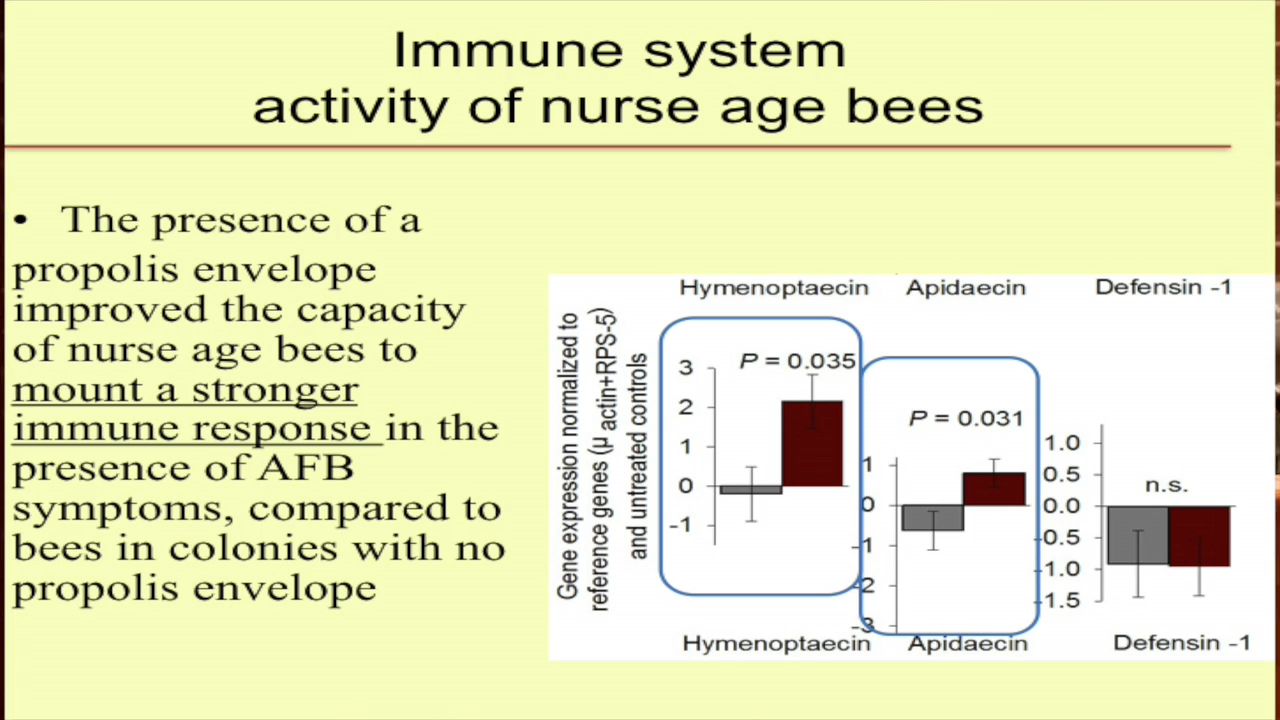 Immune system
activity of nurse age bees
• The presence of a
propolis envelope
improved the capacity
of nurse age bees to
mount a stronger
immune response in the
presence of AFB
symptoms, compared to
bees in colonies with no
propolis envelope
Hymenoptaecin Apidaecin Defensin -1
Gene expression normalized to
reference genes (μ actin+RPS-5)
and untreated controls
P = 0.035
3
2
1
0
-1
P = 0.031
1
0
-1
-2
-3
1.0
0.5
0.0
-0.5
-1.0
-1.5
n.s.
Hymenoptaecin Apidaecin Defensin -1